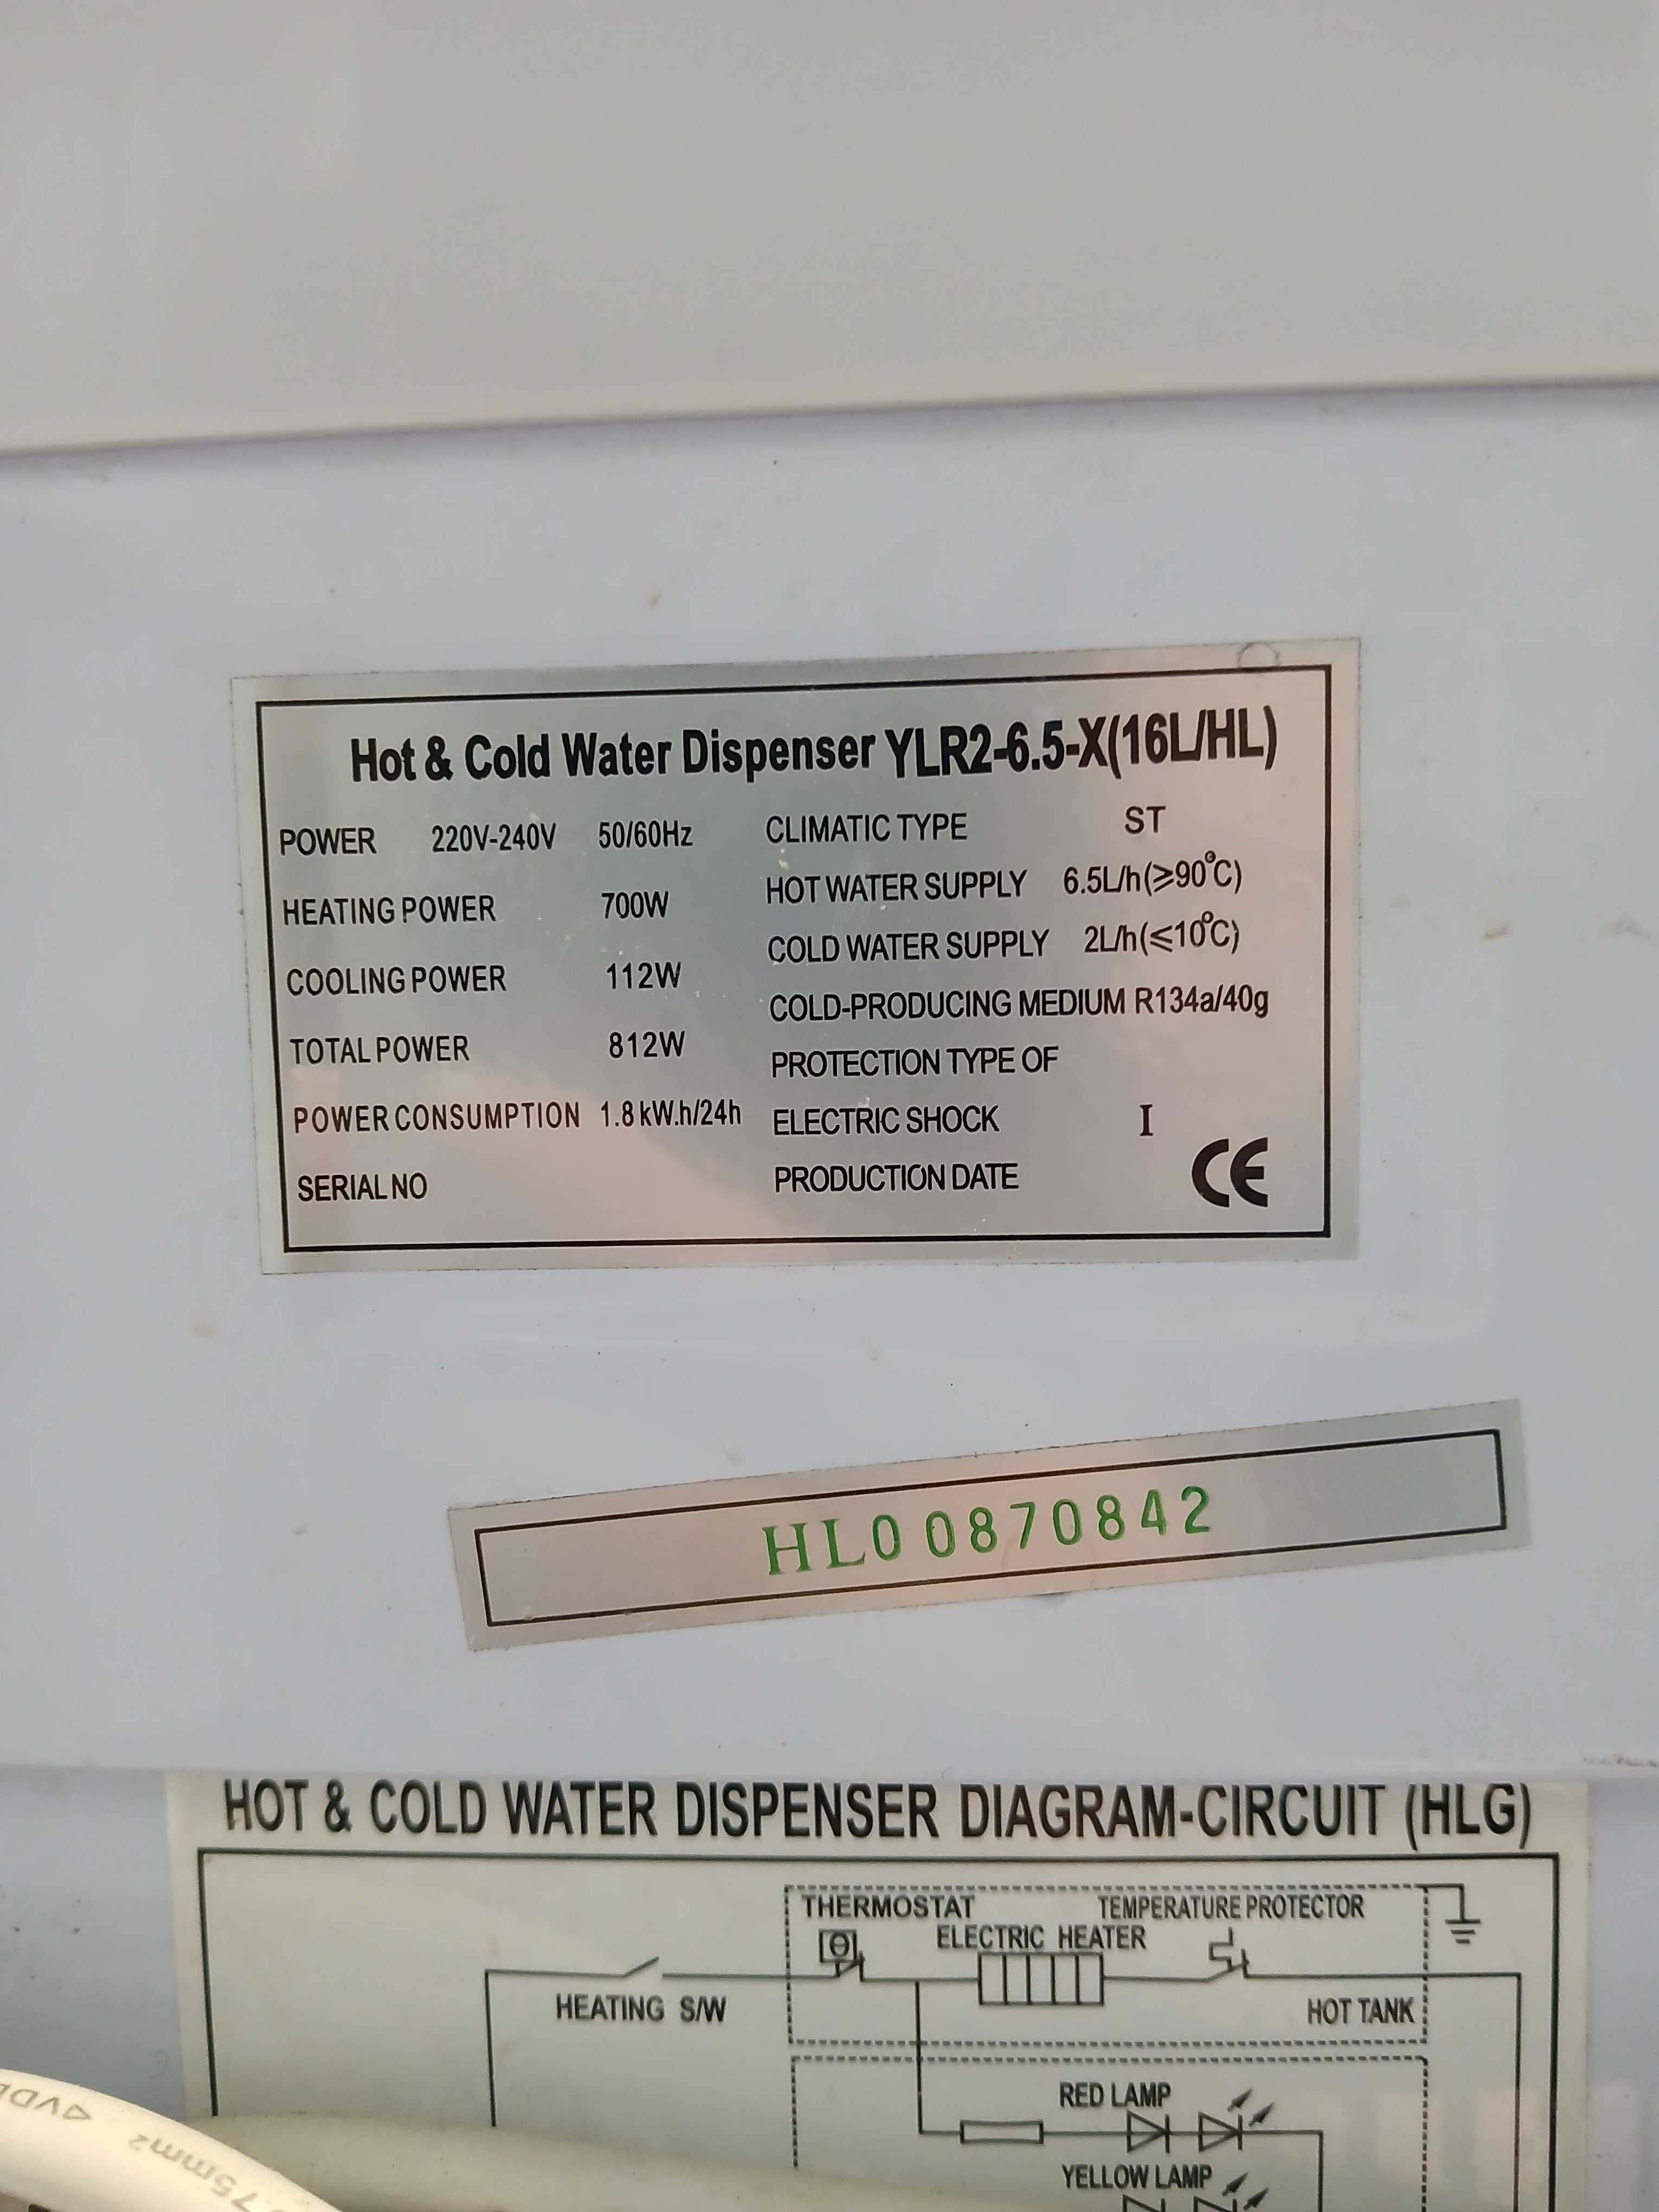 Hot & Cold Water Dispenser YLR2-6.5-X(16L/HL)
POWER 220V-240V 50/60Hz
HEATING POWER 700W
COOLING POWER 112W
TOTAL POWER 812W
POWER CONSUMPTION 1.8 kW.h/24h
SERIAL NO
CLIMATIC TYPE ST
HOT WATER SUPPLY 6.5L/h(≥90℃)
COLD WATER SUPPLY 2L/h(≤10℃)
COLD-PRODUCING MEDIUM R134a/40g
PROTECTION TYPE OF
ELECTRIC SHOCK I
PRODUCTION DATE
CE
HL00870842
HOT & COLD WATER DISPENSER DIAGRAM-CIRCUIT (HLG)
THERMOSTAT
TEMPERATURE PROTECTOR
ELECTRIC HEATER
HEATING S/W
HOT TANK
RED LAMP
YELLOW LAMP
75mm²